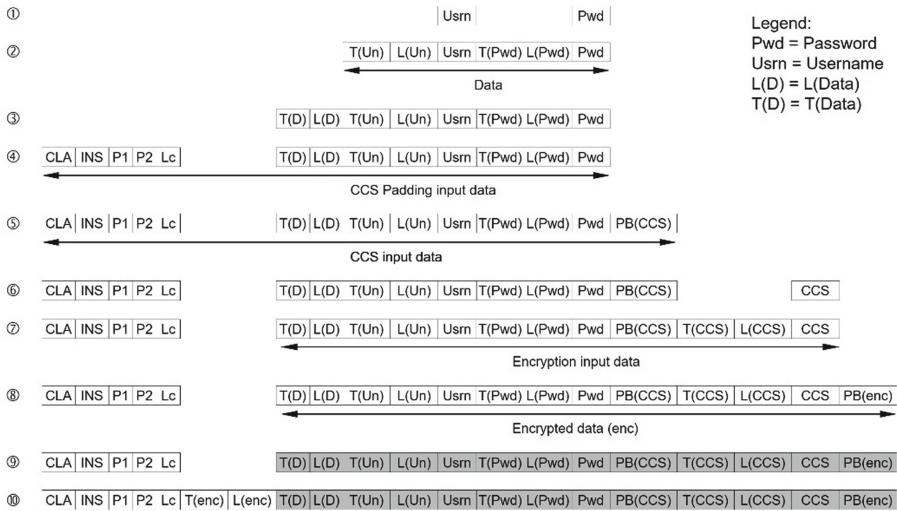 ① Usrn Pwd
Legend:
Pwd = Password
Usrn = Username
L(D) = L(Data)
T(D) = T(Data)
② T(Un) L(Un) Usrn T(Pwd) L(Pwd) Pwd
Data
③ T(D) L(D) T(Un) L(Un) Usrn T(Pwd) L(Pwd) Pwd
④ CLA INS P1 P2 Lc T(D) L(D) T(Un) L(Un) Usrn T(Pwd) L(Pwd) Pwd
CCS Padding input data
⑤ CLA INS P1 P2 Lc T(D) L(D) T(Un) L(Un) Usrn T(Pwd) L(Pwd) Pwd PB(CCS)
CCS input data
⑥ CLA INS P1 P2 Lc T(D) L(D) T(Un) L(Un) Usrn T(Pwd) L(Pwd) Pwd PB(CCS) CCS
⑦ CLA INS P1 P2 Lc T(D) L(D) T(Un) L(Un) Usrn T(Pwd) L(Pwd) Pwd PB(CCS) T(CCS) L(CCS) CCS
Encryption input data
⑧ CLA INS P1 P2 Lc T(D) L(D) T(Un) L(Un) Usrn T(Pwd) L(Pwd) Pwd PB(CCS) T(CCS) L(CCS) CCS PB(enc)
Encrypted data (enc)
⑨ CLA INS P1 P2 Lc T(D) L(D) T(Un) L(Un) Usrn T(Pwd) L(Pwd) Pwd PB(CCS) T(CCS) L(CCS) CCS PB(enc)
⑩ CLA INS P1 P2 Lc T(enc) L(enc) T(D) L(D) T(Un) L(Un) Usrn T(Pwd) L(Pwd) Pwd PB(CCS) T(CCS) L(CCS) CCS PB(enc)